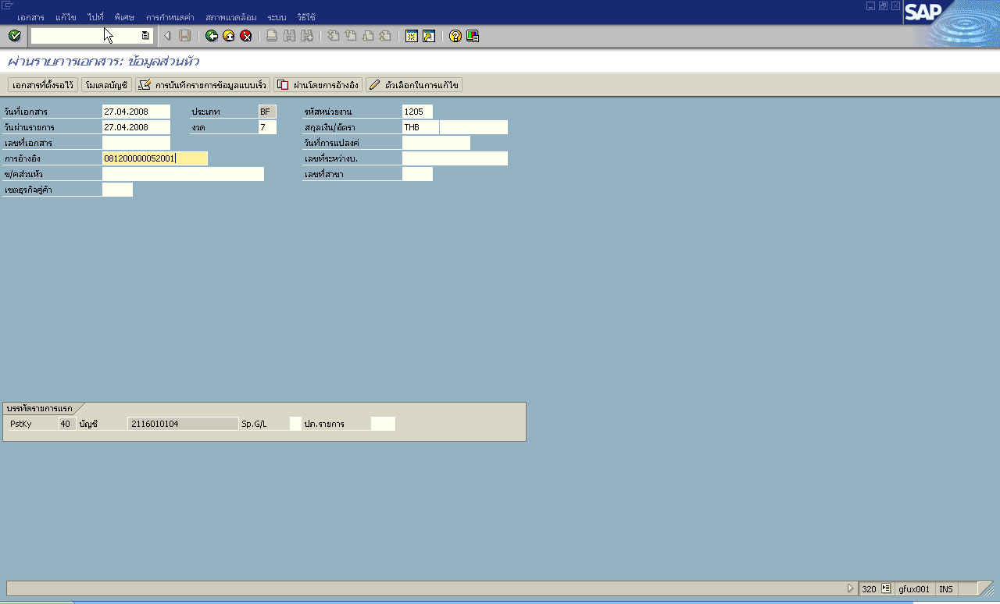 เอกสาร แก้ไข ไปที่ พิเศษ การกำหนดค่า สภาพแวดล้อม ระบบ วิธีใช้
SAP
ผ่านรายการเอกสาร: ข้อมูลส่วนหัว
เอกสารที่ตั้งรอไว้ โมเดลบัญชี การบันทึกรายการข้อมูลแบบเร็ว ผ่านโดยการอ้างอิง ตัวเลือกในการแก้ไข
วันที่เอกสาร 27.04.2008 ประเภท BF รหัสหน่วยงาน 1205
วันผ่านรายการ 27.04.2008 งวด 7 สกุลเงิน/อัตรา THB
เลขที่เอกสาร วันที่การแปลงค่
การอ้างอิง 081200000052001 เลขที่ระหว่างบ.
ข/คส่วนหัว เลขที่สาขา
เขตธุรกิจคู่ค้า
บรรทัดรายการแรก
PstKy 40 บัญชี 2116010104 Sp.G/L ปภ.รายการ
320 gfux001 INS